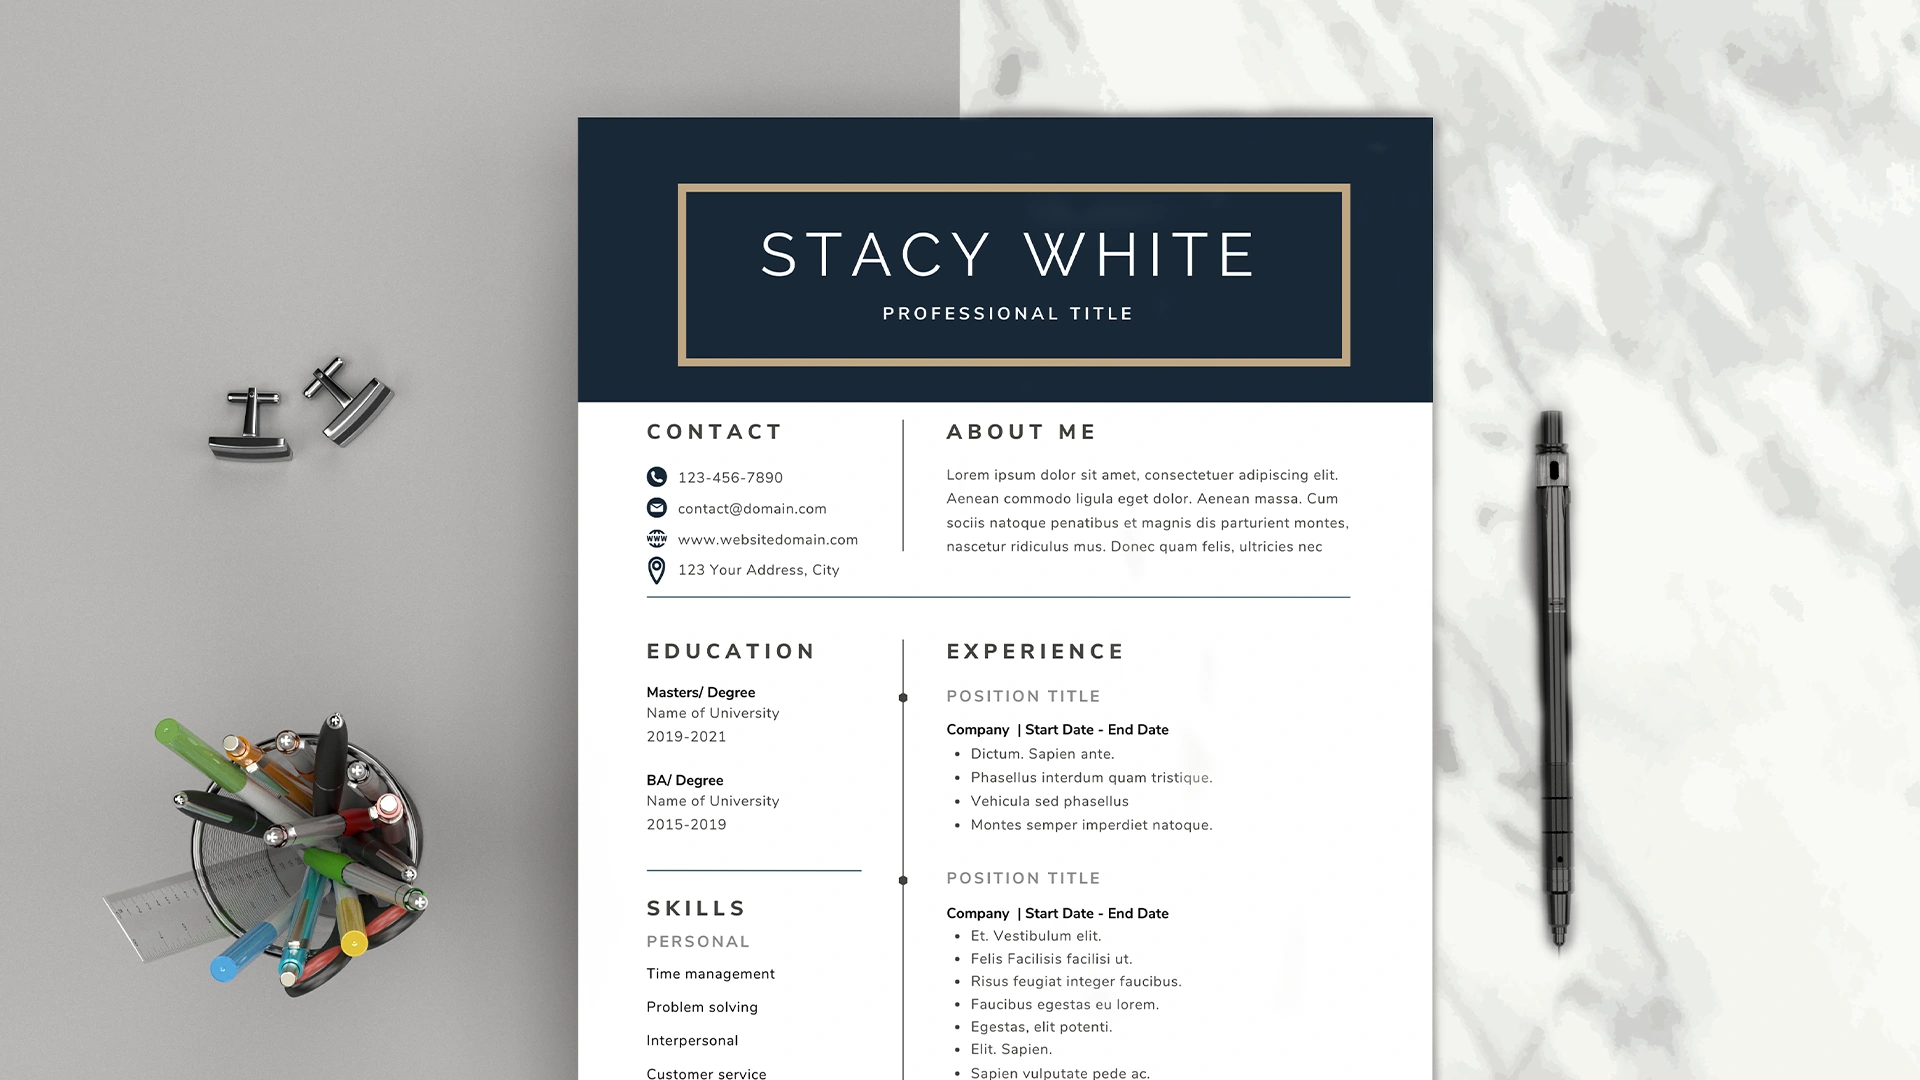 STACY WHITE
PROFESSIONAL TITLE
CONTACT
123-456-7890
contact@domain.com
www.websitedomain.com
123 Your Address, City
ABOUT ME
Lorem ipsum dolor sit amet, consectetuer adipiscing elit.
Aenean commodo ligula eget dolor. Aenean massa. Cum
sociis natoque penatibus et magnis dis parturient montes,
nascetur ridiculus mus. Donec quam felis, ultricies nec
EDUCATION
Masters/ Degree
Name of University
2019-2021
BA/ Degree
Name of University
2015-2019
SKILLS
PERSONAL
Time management
Problem solving
Interpersonal
Customer service
EXPERIENCE
POSITION TITLE
Company | Start Date - End Date
• Dictum. Sapien ante.
• Phasellus interdum quam tristique.
• Vehicula sed phasellus
• Montes semper imperdiet natoque.
POSITION TITLE
Company | Start Date - End Date
• Et. Vestibulum elit.
• Felis Facilisis facilisi ut.
• Risus feugiat integer faucibus.
• Faucibus egestas eu lorem.
• Egestas, elit potenti.
• Elit. Sapien.
• Sapien vulputate pede ac.